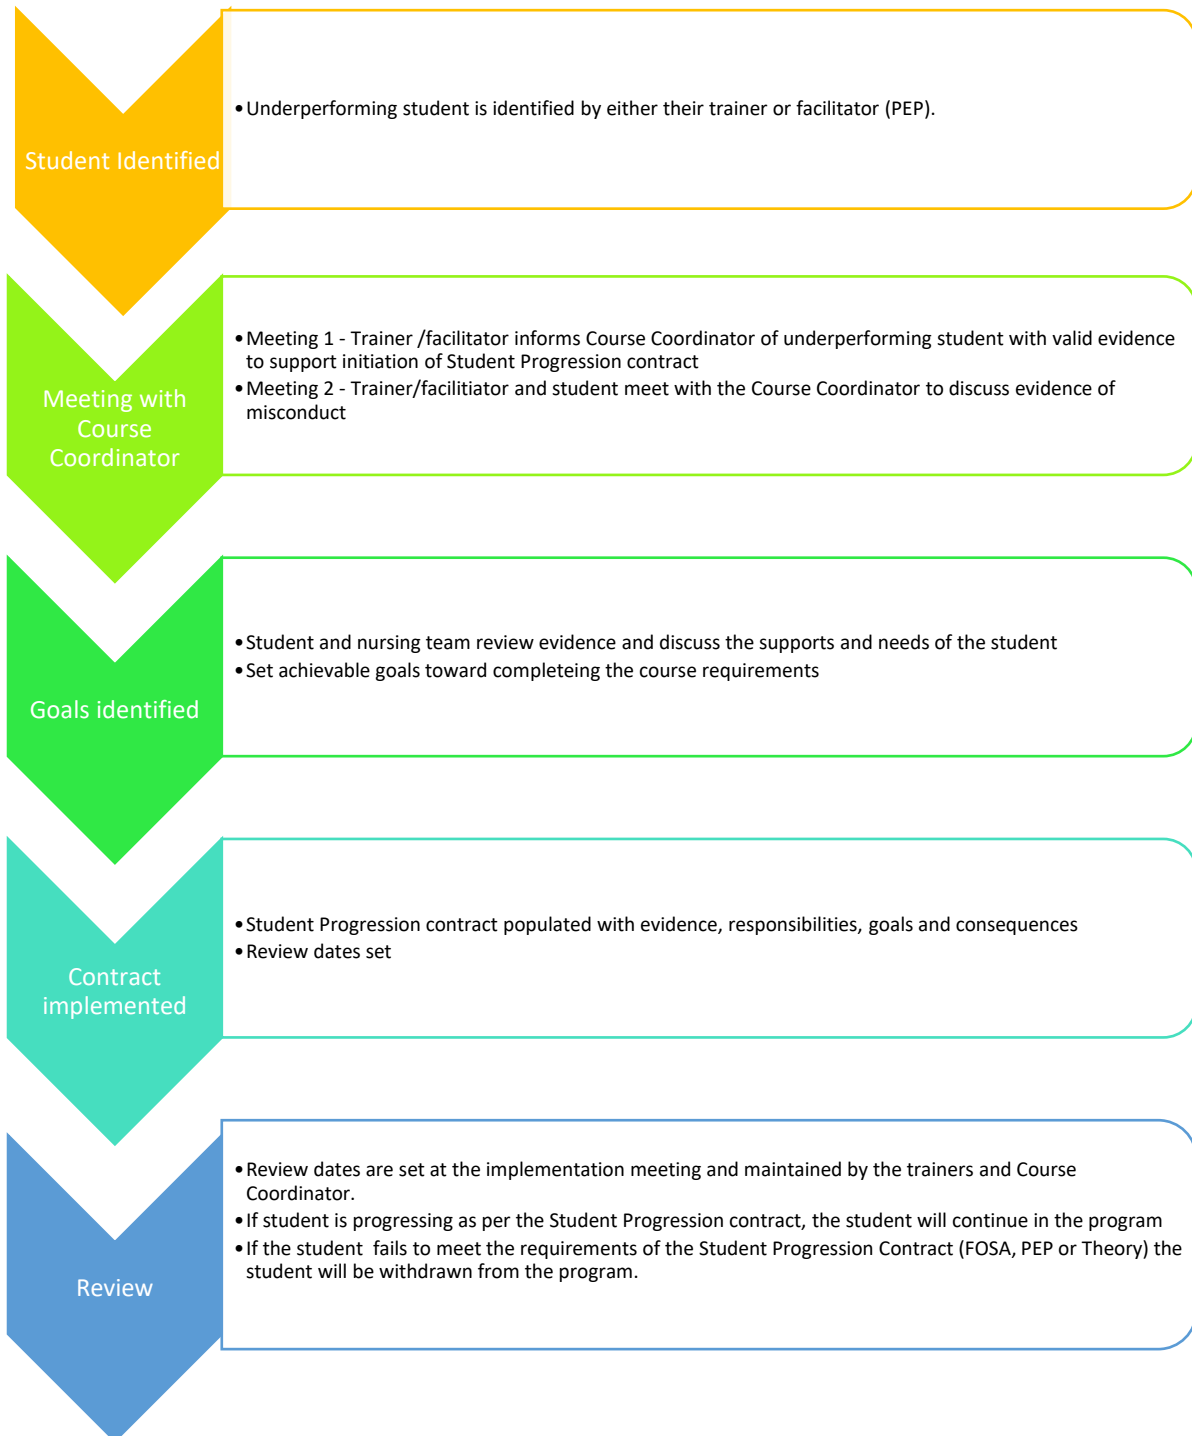 Student Identified
•Underperforming student is identified by either their trainer or facilitator (PEP).
Meeting with
Course
Coordinator
•Meeting 1 - Trainer /facilitator informs Course Coordinator of underperforming student with valid evidence
to support initiation of Student Progression contract
•Meeting 2 - Trainer/facilitiator and student meet with the Course Coordinator to discuss evidence of
misconduct
Goals identified
•Student and nursing team review evidence and discuss the supports and needs of the student
•Set achievable goals toward completeing the course requirements
Contract
implemented
•Student Progression contract populated with evidence, responsibilities, goals and consequences
•Review dates set
Review
•Review dates are set at the implementation meeting and maintained by the trainers and Course
Coordinator.
•If student is progressing as per the Student Progression contract, the student will continue in the program
•If the student  fails to meet the requirements of the Student Progression Contract (FOSA, PEP or Theory) the
student will be withdrawn from the program.